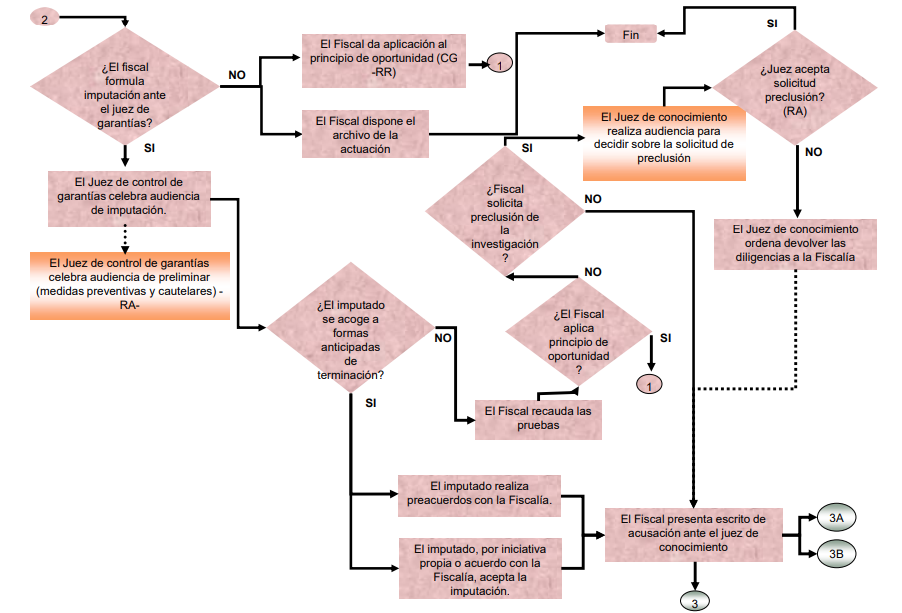 2
¿El fiscal
formula
imputación ante
el juez de
garantías?
NO
SI
El Fiscal da aplicación al
principio de oportunidad (CG
-RR)
1
El Fiscal dispone el
archivo de la
actuación
Fin
SI
¿Juez acepta
solicitud
preclusión?
(RA)
NO
El Juez de conocimiento
realiza audiencia para
decidir sobre la solicitud de
preclusión
El Juez de control de
garantías celebra audiencia
de imputación.
El Juez de control de garantías
celebra audiencia de preliminar
(medidas preventivas y cautelares) -
RA-
SI
¿Fiscal
solicita
preclusión de
la
investigación
?
NO
El Juez de conocimiento
ordena devolver las
diligencias a la Fiscalía
¿El imputado
se acoge a
formas
anticipadas
de
terminación?
NO
SI
NO
¿El Fiscal
aplica
principio de
oportunidad
?
SI
1
El Fiscal recauda las
pruebas
El imputado realiza
preacuerdos con la Fiscalía.
El imputado, por iniciativa
propia o acuerdo con la
Fiscalía, acepta la
imputación.
El Fiscal presenta escrito de
acusación ante el juez de
conocimiento
3A
3B
3